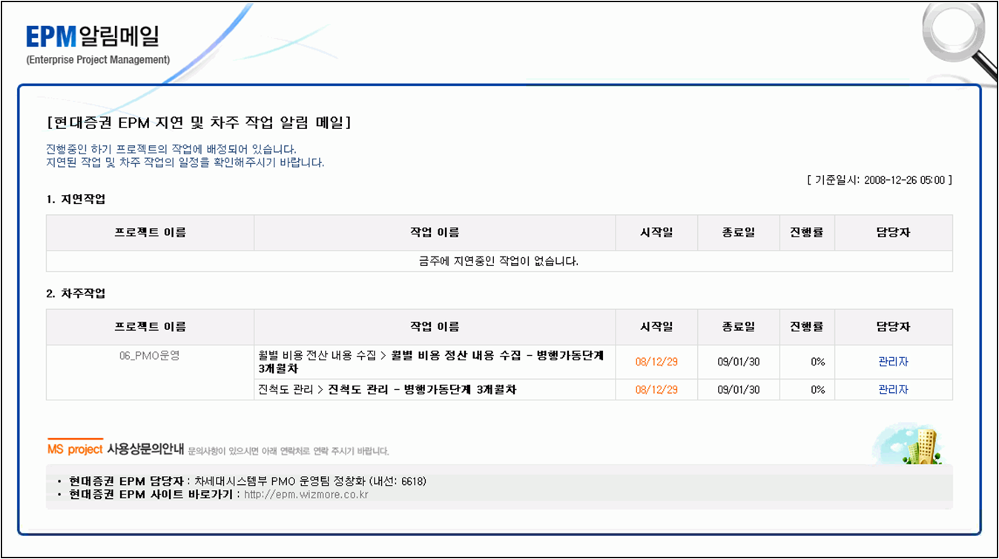 EPM알림메일
(Enterprise Project Management)
[현대증권 EPM 지연 및 차주 작업 알림 메일]
진행중인 하기 프로젝트의 작업에 배정되어 있습니다.
지연된 작업 및 차주 작업의 일정을 확인해주시기 바랍니다.
[ 기준일시: 2008-12-26 05:00 ]
1. 지연작업
프로젝트 이름 작업 이름 시작일 종료일 진행률 담당자
금주에 지연중인 작업이 없습니다.
2. 차주작업
프로젝트 이름 작업 이름 시작일 종료일 진행률 담당자
06_PMO운영 월별 비용 전산 내용 수집 > 월별 비용 정산 내용 수집 - 병행가동단계
3개월차 08/12/29 09/01/30 0% 관리자
진척도 관리 > 진척도 관리 - 병행가동단계 3개월차 08/12/29 09/01/30 0% 관리자
MS project 사용상문의안내 문의사항이 있으시면 아래 연락처로 연락 주시기 바랍니다.
• 현대증권 EPM 담당자 : 차세대시스템부 PMO 운영팀 정창화 (내선: 6618)
• 현대증권 EPM 사이트 바로가기 : http://epm.wizmore.co.kr